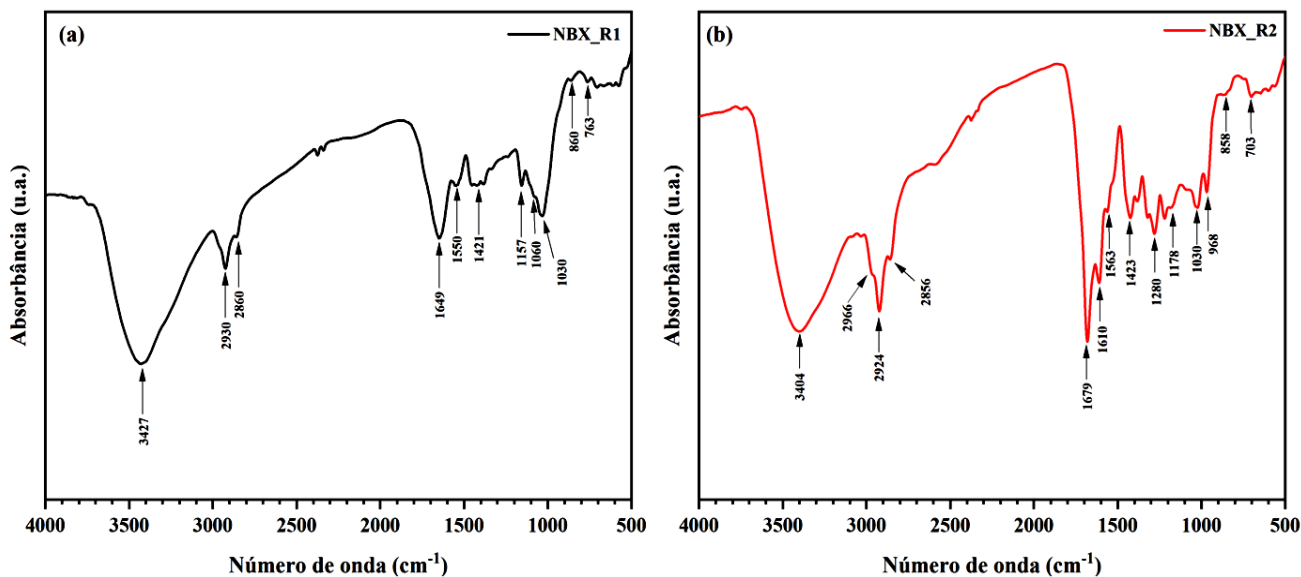 (a)
NBX_R1
Absorbância (u.a.)
3427
2930
2860
1649
1550
1421
1157
1060
1030
860
763
4000 3500 3000 2500 2000 1500 1000 500
Número de onda (cm⁻¹)
(b)
NBX_R2
Absorbância (u.a.)
3404
2966
2924
2856
1679
1610
1563
1423
1280
1178
1030
968
858
703
4000 3500 3000 2500 2000 1500 1000 500
Número de onda (cm⁻¹)